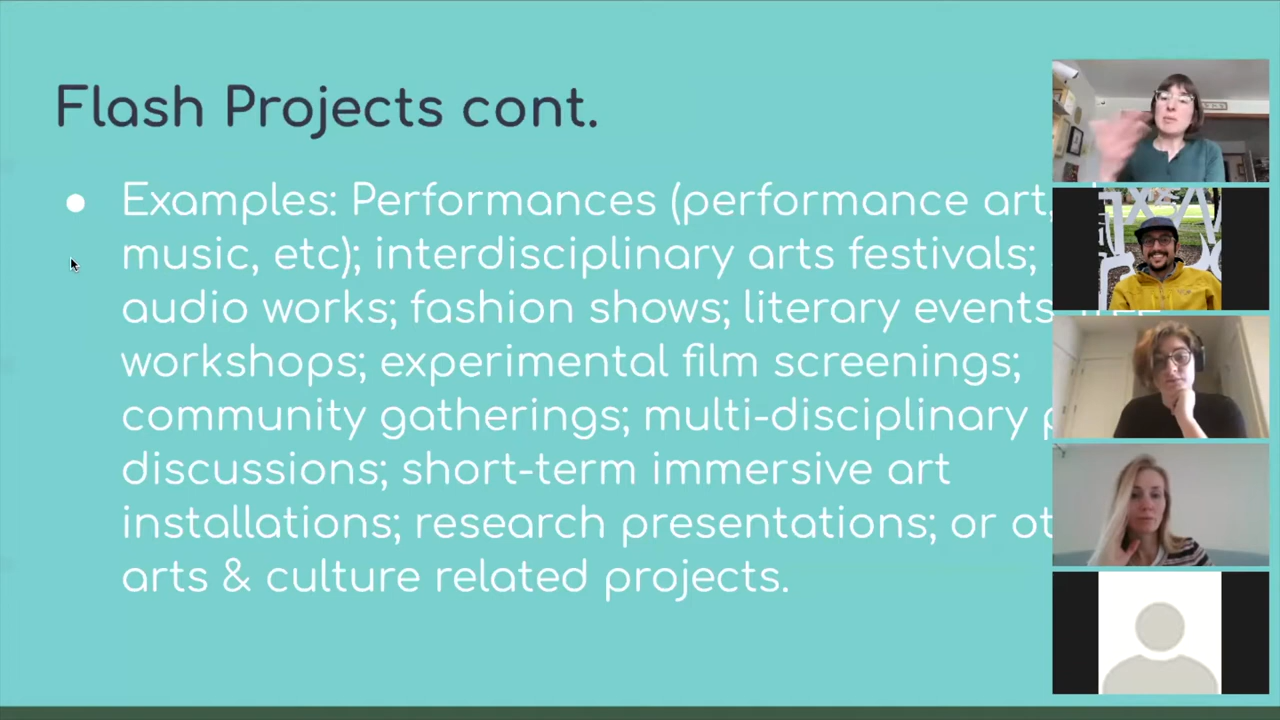 Flash Projects cont.
● Examples: Performances (performance art,
music, etc); interdisciplinary arts festivals;
audio works; fashion shows; literary events
workshops; experimental film screenings;
community gatherings; multi-disciplinary
discussions; short-term immersive art
installations; research presentations; or
arts & culture related projects.